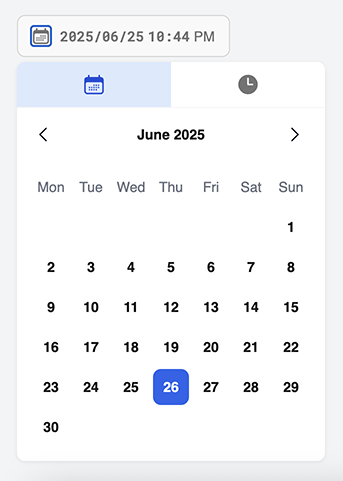 2025/06/25 10:44 PM
June 2025
Mon Tue Wed Thu Fri Sat Sun
1
2 3 4 5 6 7 8
9 10 11 12 13 14 15
16 17 18 19 20 21 22
23 24 25 26 27 28 29
30